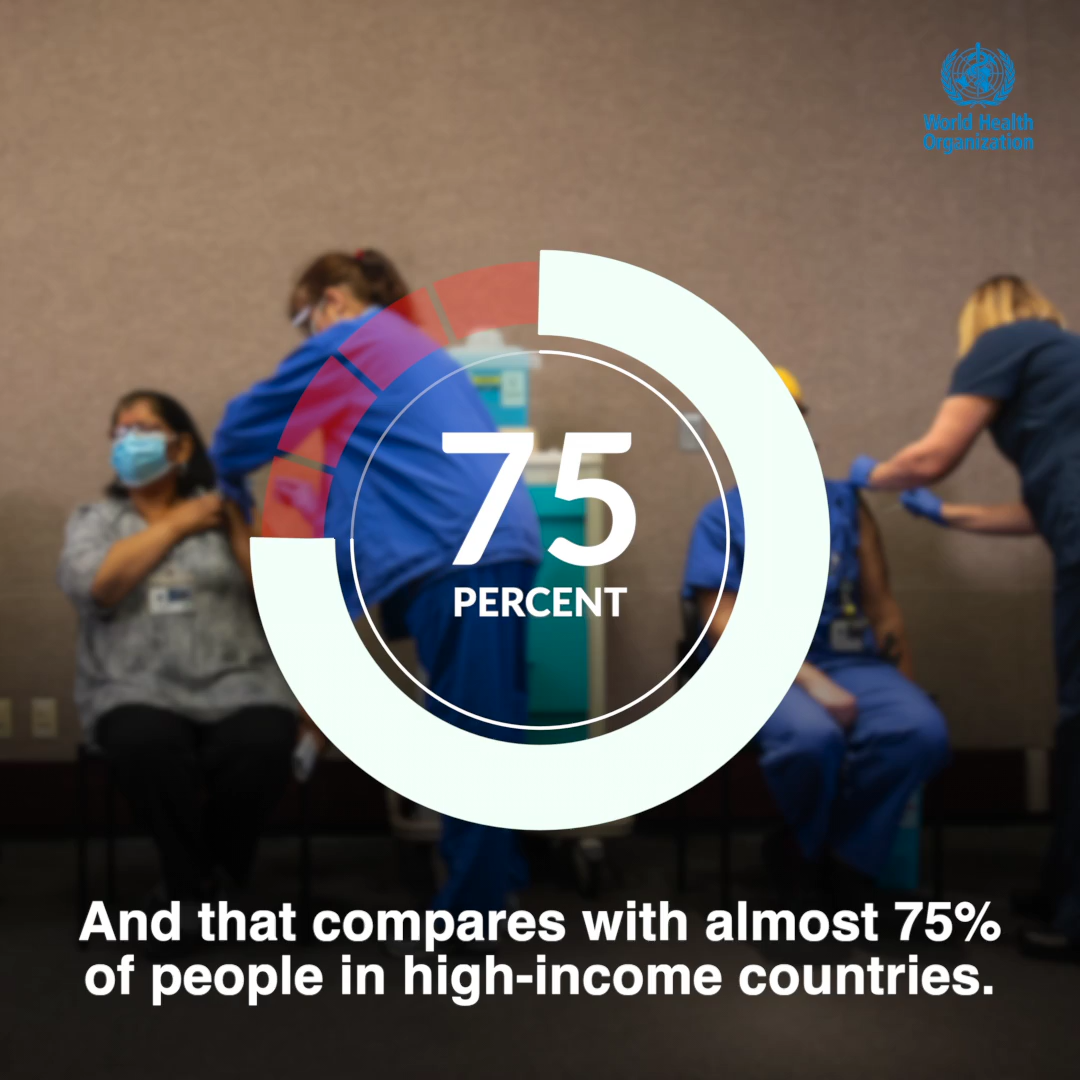 World Health
Organization
75
PERCENT
And that compares with almost 75%
of people in high-income countries.